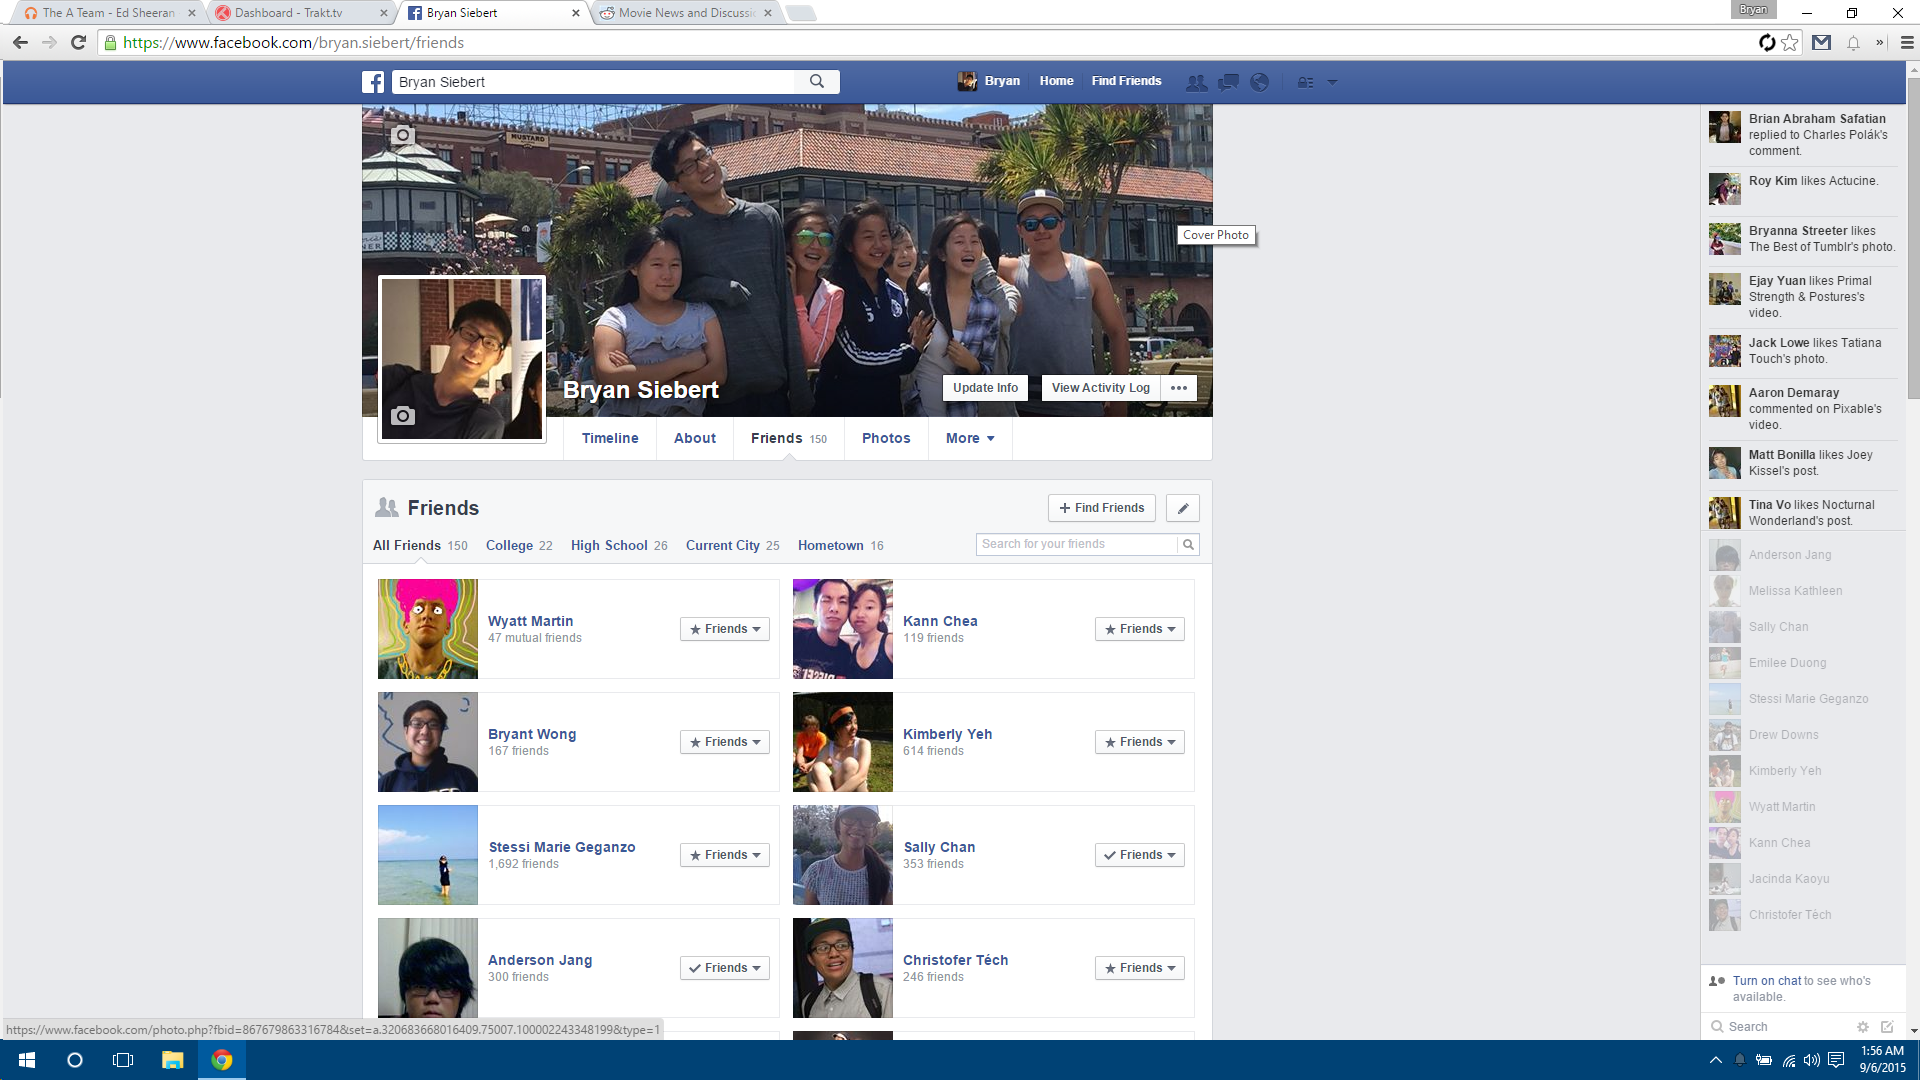 The A Team - Ed Sheeran
Dashboard - Trakt.tv
Bryan Siebert
Movie News and Discussi
Bryan
https://www.facebook.com/bryan.siebert/friends
Bryan Siebert
Bryan
Home
Find Friends
MUSTARD
Cover Photo
Bryan Siebert
Update Info
View Activity Log
Timeline
About
Friends 150
Photos
More
Friends
+ Find Friends
All Friends 150
College 22
High School 26
Current City 25
Hometown 16
Search for your friends
Wyatt Martin
47 mutual friends
Friends
Kann Chea
119 friends
Friends
Bryant Wong
167 friends
Friends
Kimberly Yeh
614 friends
Friends
Stessi Marie Geganzo
1,692 friends
Friends
Sally Chan
353 friends
Friends
Anderson Jang
300 friends
Friends
Christofer Téch
246 friends
Friends
Brian Abraham Safatian
replied to Charles Polák's
comment.
Roy Kim likes Actucine.
Bryanna Streeter likes
The Best of Tumblr's photo.
Ejay Yuan likes Primal
Strength & Postures's
video.
Jack Lowe likes Tatiana
Touch's photo.
Aaron Demaray
commented on Pixable's
video.
Matt Bonilla likes Joey
Kissel's post.
Tina Vo likes Nocturnal
Wonderland's post.
Anderson Jang
Melissa Kathleen
Sally Chan
Emilee Duong
Stessi Marie Geganzo
Drew Downs
Kimberly Yeh
Wyatt Martin
Kann Chea
Jacinda Kaoyu
Christofer Téch
Turn on chat to see who's
available.
Search
https://www.facebook.com/photo.php?fbid=867679863316784&set=a.320683668016409.75007.100002243348199&type=1
1:56 AM
9/6/2015